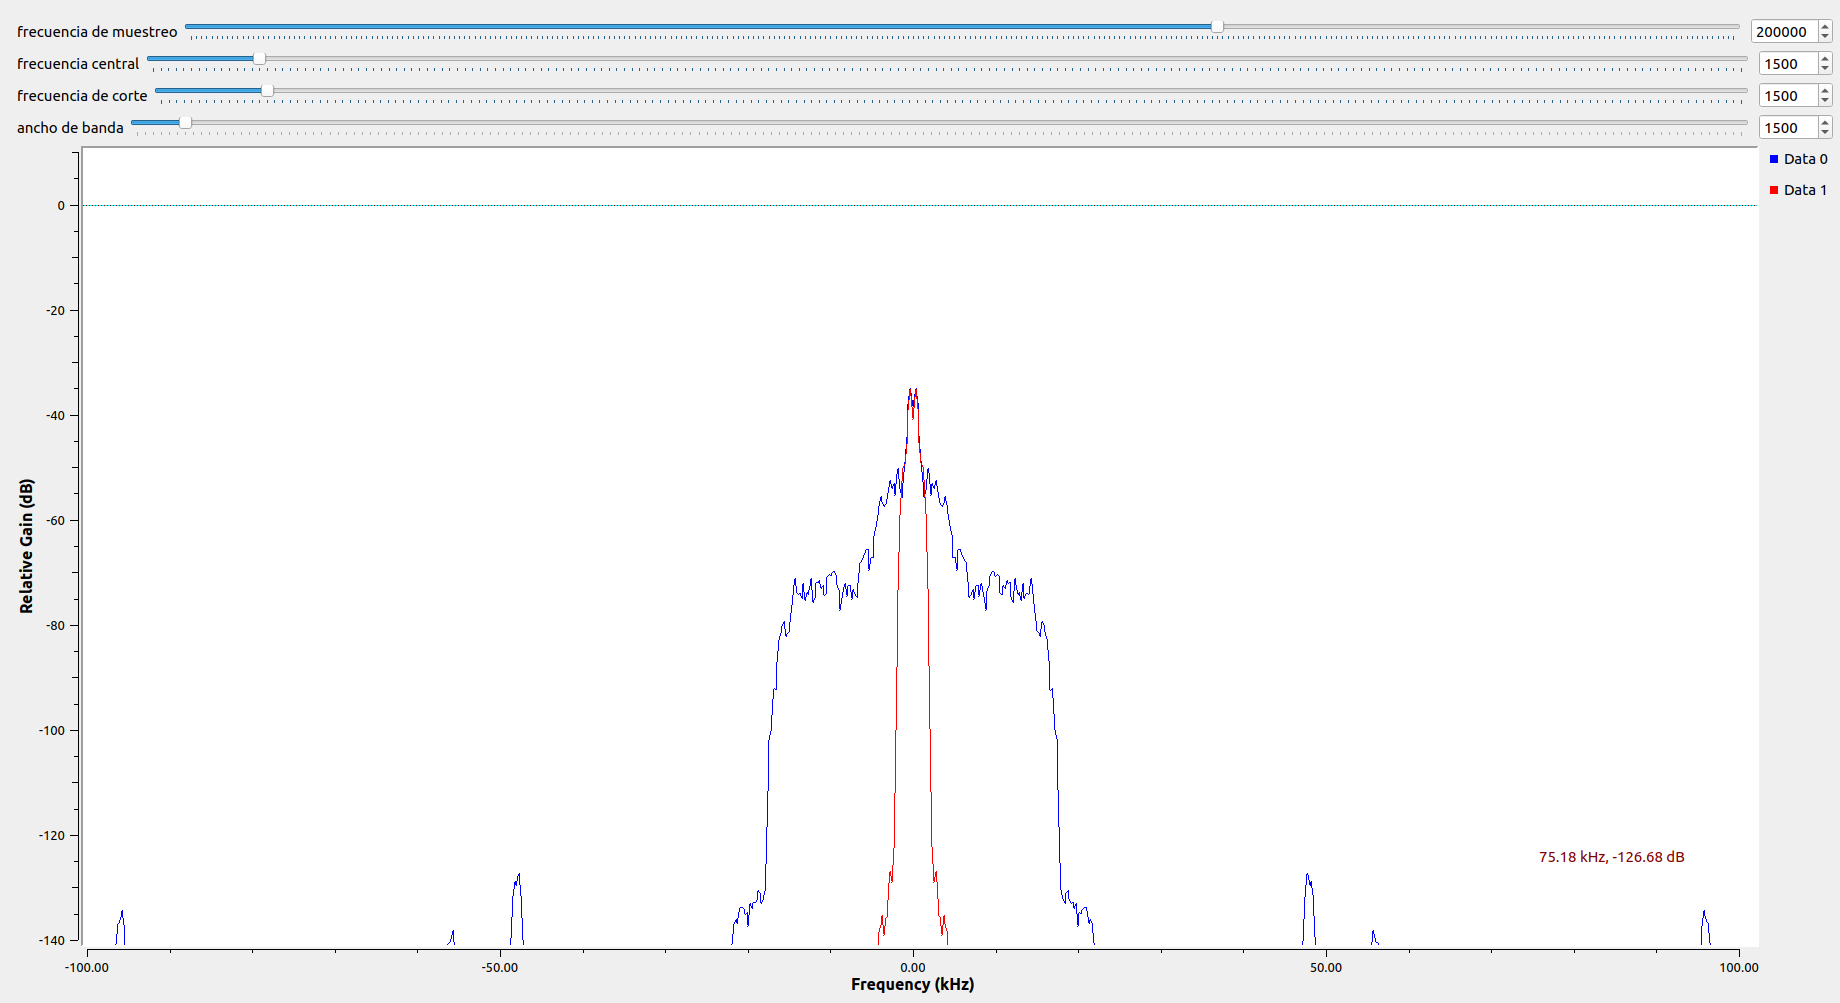 frecuencia de muestreo 200000
frecuencia central 1500
frecuencia de corte 1500
ancho de banda 1500
Data 0
Data 1
0
-20
-40
-60
-80
-100
-120
-140
Relative Gain (dB)
75.18 kHz, -126.68 dB
-100.00 -50.00 0.00 50.00 100.00
Frequency (kHz)